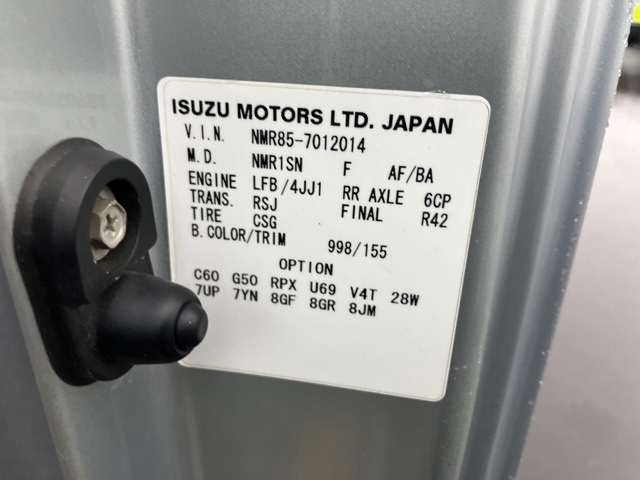 ISUZU MOTORS LTD. JAPAN
V.I.N. NMR85-7012014
M.D. NMR1SN F AF/BA
ENGINE LFB/4JJ1 RR AXLE 6CP
TRANS. RSJ FINAL R42
TIRE CSG
B.COLOR/TRIM 998/155
OPTION
C60 G50 RPX U69 V4T 28W
7UP 7YN 8GF 8GR 8JM